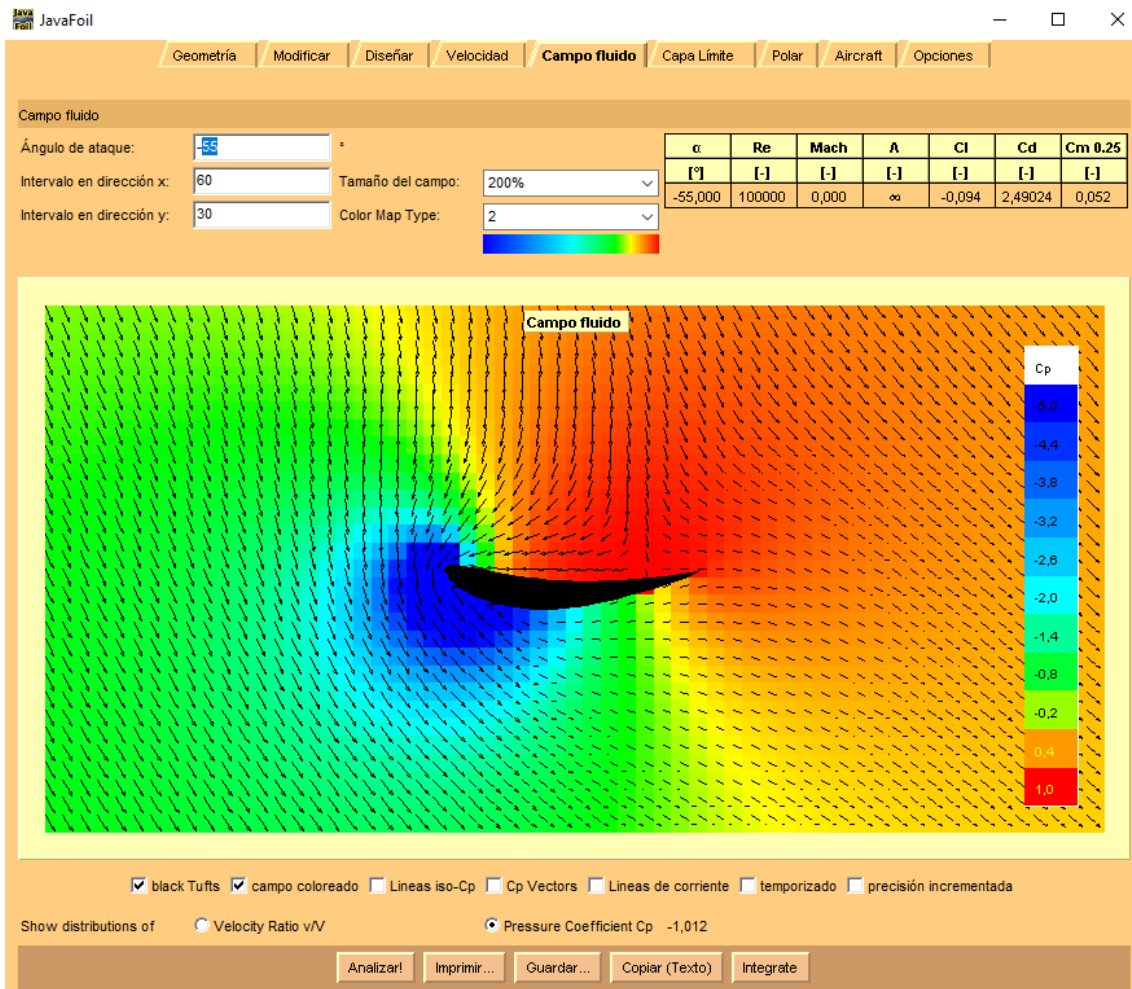 Java
Foil
JavaFoil
Geometría Modificar Diseñar Velocidad Campo fluido Capa Límite Polar Aircraft Opciones
Campo fluido
Ángulo de ataque: -55 °
Intervalo en dirección x: 60 Tamaño del campo: 200%
Intervalo en dirección y: 30 Color Map Type: 2
α Re Mach A Cl Cd Cm 0.25
[°] [-] [-] [-] [-] [-] [-]
-55,000 100000 0,000 ∞ -0,094 2,49024 0,052
Campo fluido
Cp
-5,0
-4,4
-3,8
-3,2
-2,6
-2,0
-1,4
-0,8
-0,2
0,4
1,0
black Tufts campo coloreado Lineas iso-Cp Cp Vectors Lineas de corriente temporizado precisión incrementada
Show distributions of Velocity Ratio v/V Pressure Coefficient Cp -1,012
Analizar! Imprimir... Guardar... Copiar (Texto) Integrate